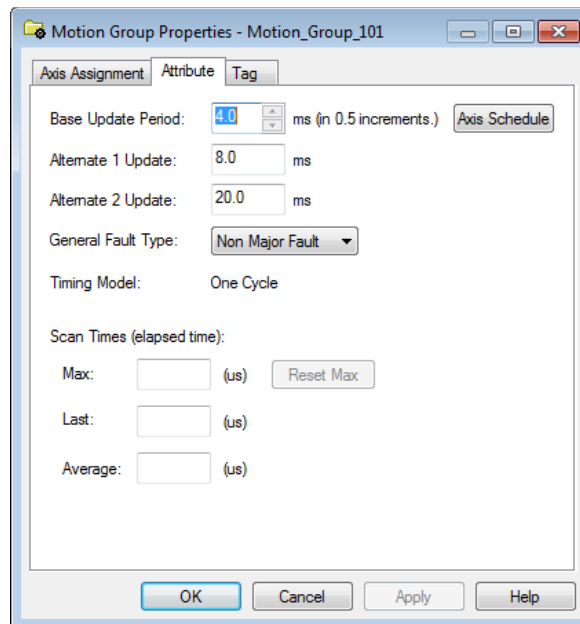 Motion Group Properties - Motion_Group_101
Axis Assignment Attribute Tag
Base Update Period: 4.0 ms (in 0.5 increments.) Axis Schedule
Alternate 1 Update: 8.0 ms
Alternate 2 Update: 20.0 ms
General Fault Type: Non Major Fault
Timing Model: One Cycle
Scan Times (elapsed time):
Max: (us) Reset Max
Last: (us)
Average: (us)
OK Cancel Apply Help